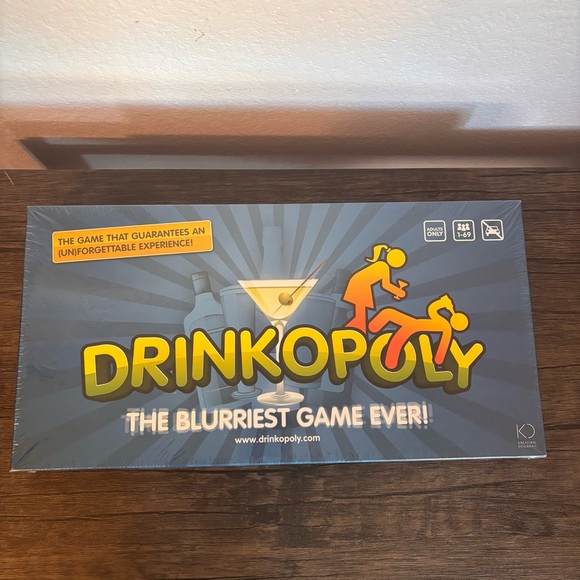 THE GAME THAT GUARANTEES AN
(UN)FORGETTABLE EXPERIENCE!
ADULTS
ONLY
1-69
DRINKOPOLY
THE BLURRIEST GAME EVER!
www.drinkopoly.com